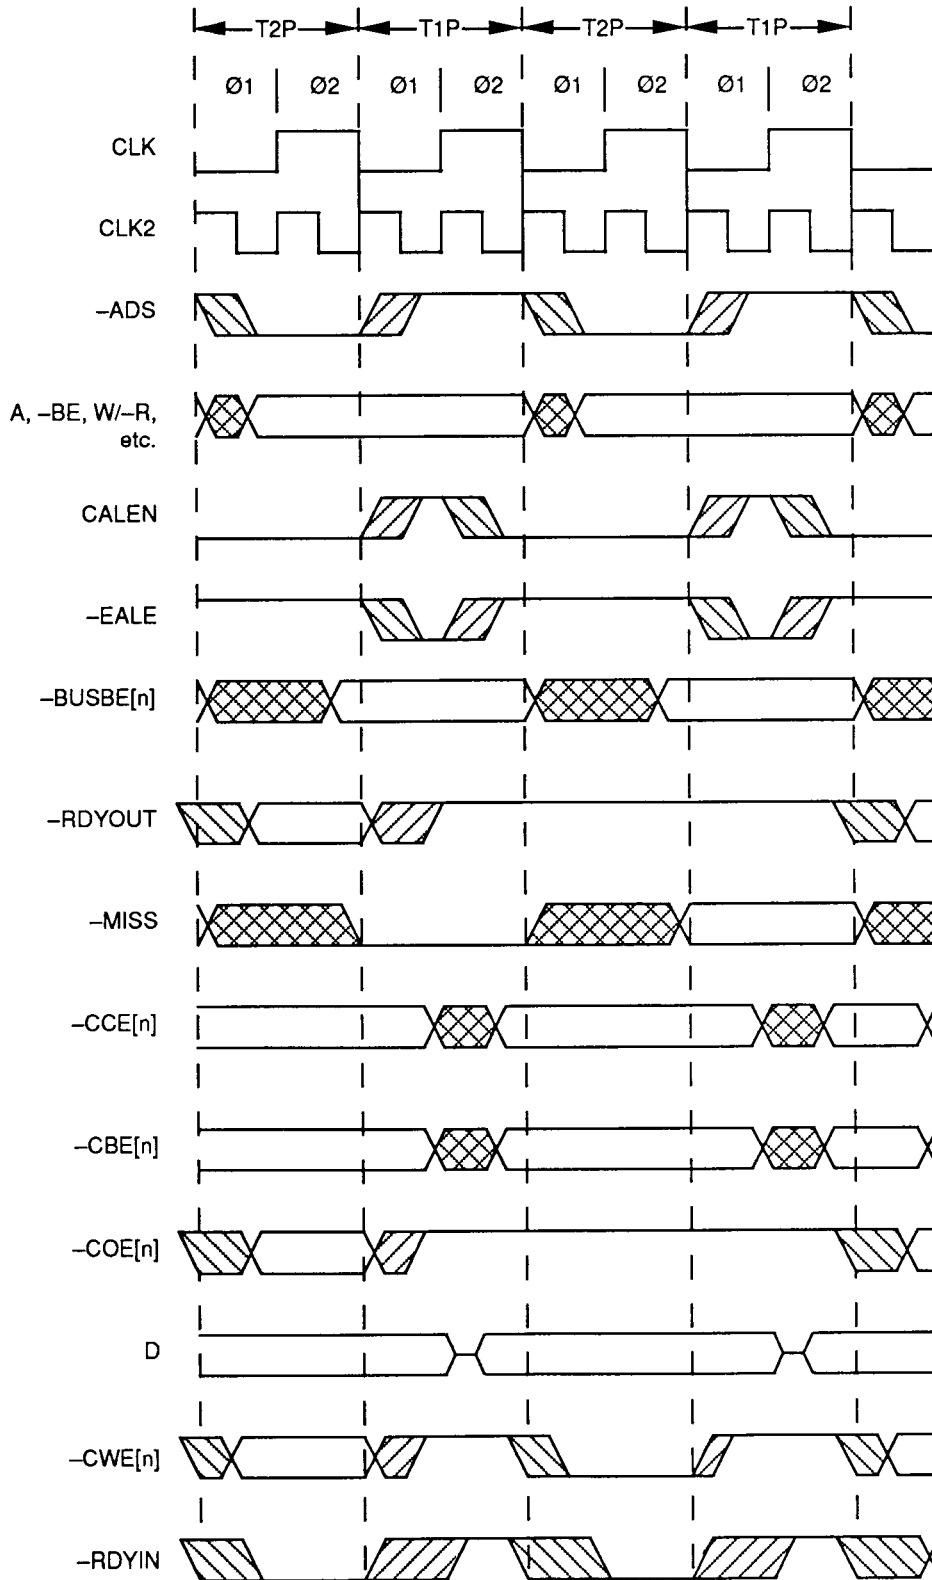 T2P T1P T2P T1P
Ø1 Ø2 Ø1 Ø2 Ø1 Ø2 Ø1 Ø2
CLK
CLK2
–ADS
A, –BE, W/–R,
etc.
CALEN
–EALE
–BUSBE[n]
–RDYOUT
–MISS
–CCE[n]
–CBE[n]
–COE[n]
D
–CWE[n]
–RDYIN